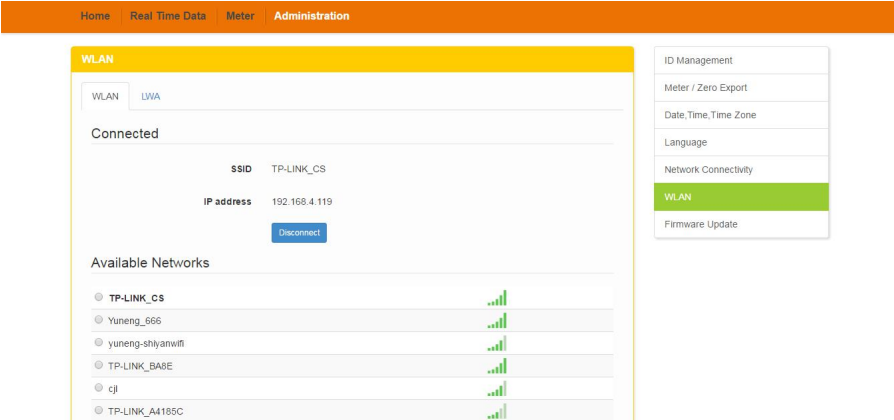 Home Real Time Data Meter Administration
WLAN
WLAN LWA
Connected
SSID TP-LINK_CS
IP address 192.168.4.119
Disconnect
Available Networks
TP-LINK_CS
Yuneng_666
yuneng-shiyanwifi
TP-LINK_BA8E
cjl
TP-LINK_A4185C
ID Management
Meter / Zero Export
Date,Time,Time Zone
Language
Network Connectivity
WLAN
Firmware Update